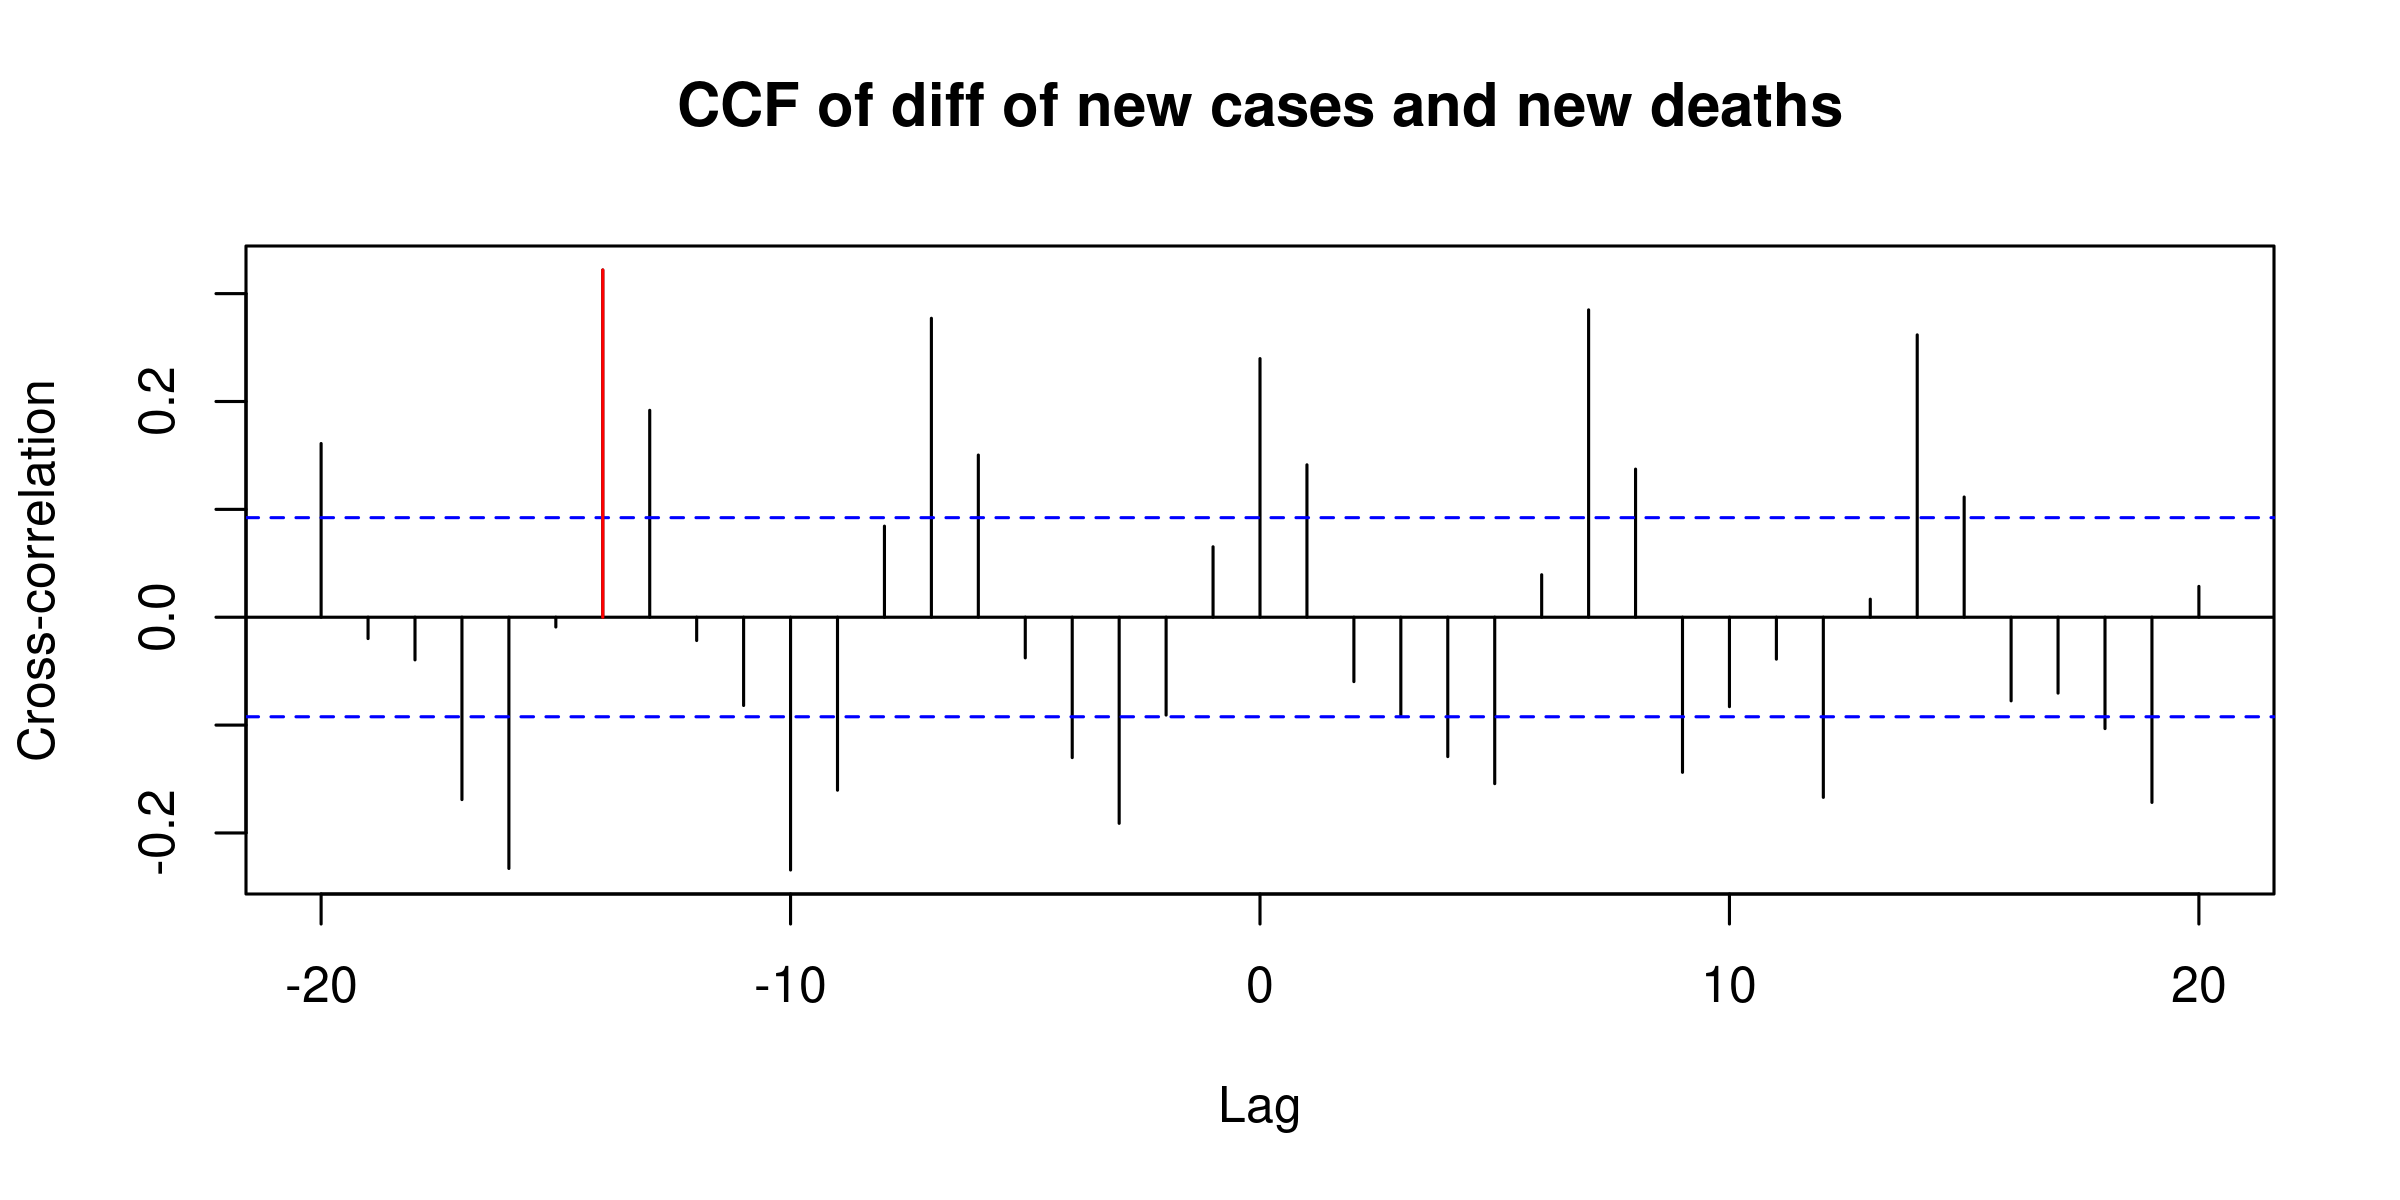 CCF of diff of new cases and new deaths
Cross-correlation
0.2
0.0
-0.2
-20 -10 0 10 20
Lag